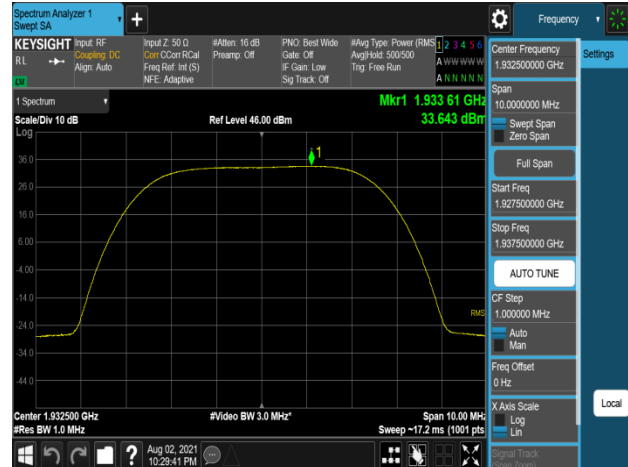 Spectrum Analyzer 1
Swept SA
+
Frequency
KEYSIGHT
RL
LW
Input: RF
Coupling: DC
Align: Auto
Input Z: 50 Ω
Corr CCorr RCal
Freq Ref: Int (S)
NFE: Adaptive
#Atten: 16 dB
Preamp: Off
PNO: Best Wide
Gate: Off
IF Gain: Low
Sig Track: Off
#Avg Type: Power (RMS
Avg|Hold: 500/500
Trig: Free Run
1 2 3 4 5 6
A W W W W W
A N N N N N
1 Spectrum
Scale/Div 10 dB
Log
Ref Level 46.00 dBm
Mkr1 1.933 61 GHz
33.643 dBm
1
36.0
26.0
16.0
6.00
-4.00
-14.0
-24.0
-34.0
-44.0
RMS
Center 1.932500 GHz
#Res BW 1.0 MHz
#Video BW 3.0 MHz*
Span 10.00 MHz
Sweep ~17.2 ms (1001 pts
Aug 02, 2021
10:29:41 PM
?
Center Frequency
1.932500000 GHz
Span
10.0000000 MHz
Swept Span
Zero Span
Full Span
Start Freq
1.927500000 GHz
Stop Freq
1.937500000 GHz
AUTO TUNE
CF Step
1.000000 MHz
Auto
Man
Freq Offset
0 Hz
X Axis Scale
Log
Lin
Signal Track
(Span Zoom)
Settings
Local